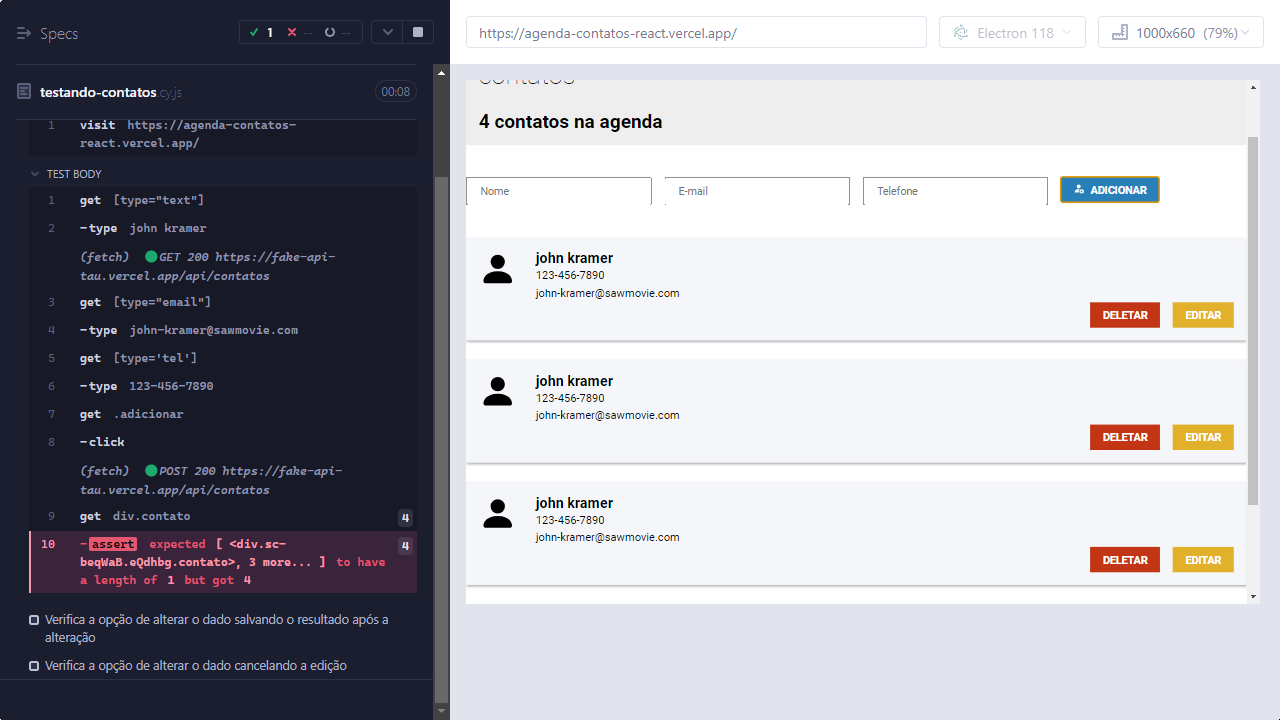 Specs
1
--
--
testando-contatos cy.js
00:08
1 visit https://agenda-contatos-
react.vercel.app/
TEST BODY
1 get [type="text"]
2 -type john kramer
(fetch) GET 200 https://fake-api-
tau.vercel.app/api/contatos
3 get [type="email"]
4 -type john-kramer@sawmovie.com
5 get [type='tel']
6 -type 123-456-7890
7 get .adicionar
8 -click
(fetch) POST 200 https://fake-api-
tau.vercel.app/api/contatos
9 get div.contato 4
10 -assert expected [ <div.sc- 4
beqWaB.eQdhbg.contato>, 3 more... ] to have
a length of 1 but got 4
Verifica a opção de alterar o dado salvando o resultado após a
alteração
Verifica a opção de alterar o dado cancelando a edição
https://agenda-contatos-react.vercel.app/
Electron 118
1000x660 (79%)
contatos
4 contatos na agenda
Nome
E-mail
Telefone
ADICIONAR
john kramer
123-456-7890
john-kramer@sawmovie.com
DELETAR
EDITAR
john kramer
123-456-7890
john-kramer@sawmovie.com
DELETAR
EDITAR
john kramer
123-456-7890
john-kramer@sawmovie.com
DELETAR
EDITAR